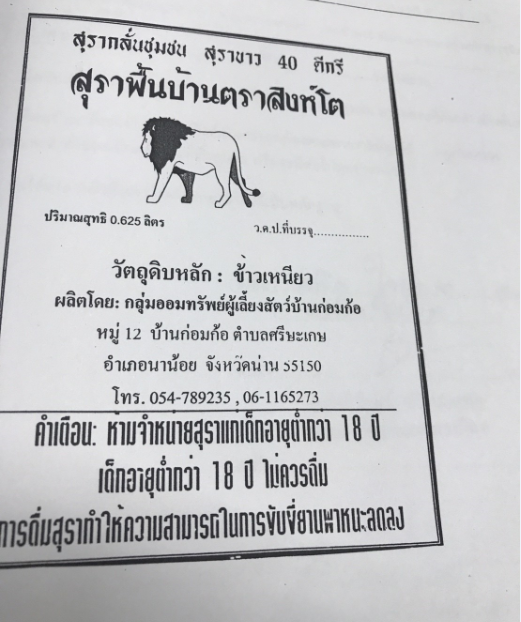 สุรากลั่นชุมชน สุราขาว 40 ดีกรี
สุราพื้นบ้านตราสิงห์โต
ปริมาณสุทธิ 0.625 ลิตร
ว.ด.ป.ที่บรรจุ................
วัตถุดิบหลัก : ข้าวเหนียว
ผลิตโดย: กลุ่มออมทรัพย์ผู้เลี้ยงสัตว์บ้านก่อมก้อ
หมู่ 12 บ้านก่อมก้อ ตำบลศรีษะเกษ
อำเภอนาน้อย จังหวัดน่าน 55150
โทร. 054-789235 , 06-1165273
คำเตือน: ห้ามจำหน่ายสุราแก่เด็กอายุต่ำกว่า 18 ปี
เด็กอายุต่ำกว่า 18 ปี ไม่ควรดื่ม
การดื่มสุราทำให้ความสามารถในการขับขี่ยานพาหนะลดลง